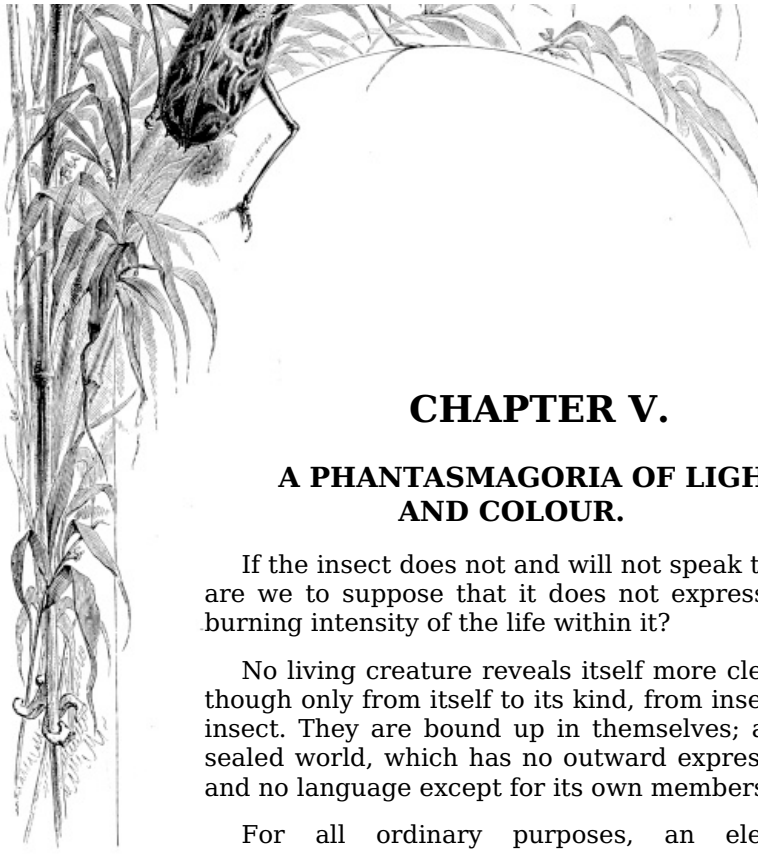 CHAPTER V.
A PHANTASMAGORIA OF LIGH
AND COLOUR.
If the insect does not and will not speak t
are we to suppose that it does not express
burning intensity of the life within it?
No living creature reveals itself more cle
though only from itself to its kind, from inse
insect. They are bound up in themselves; a
sealed world, which has no outward expres
and no language except for its own members
For all ordinary purposes, an ele